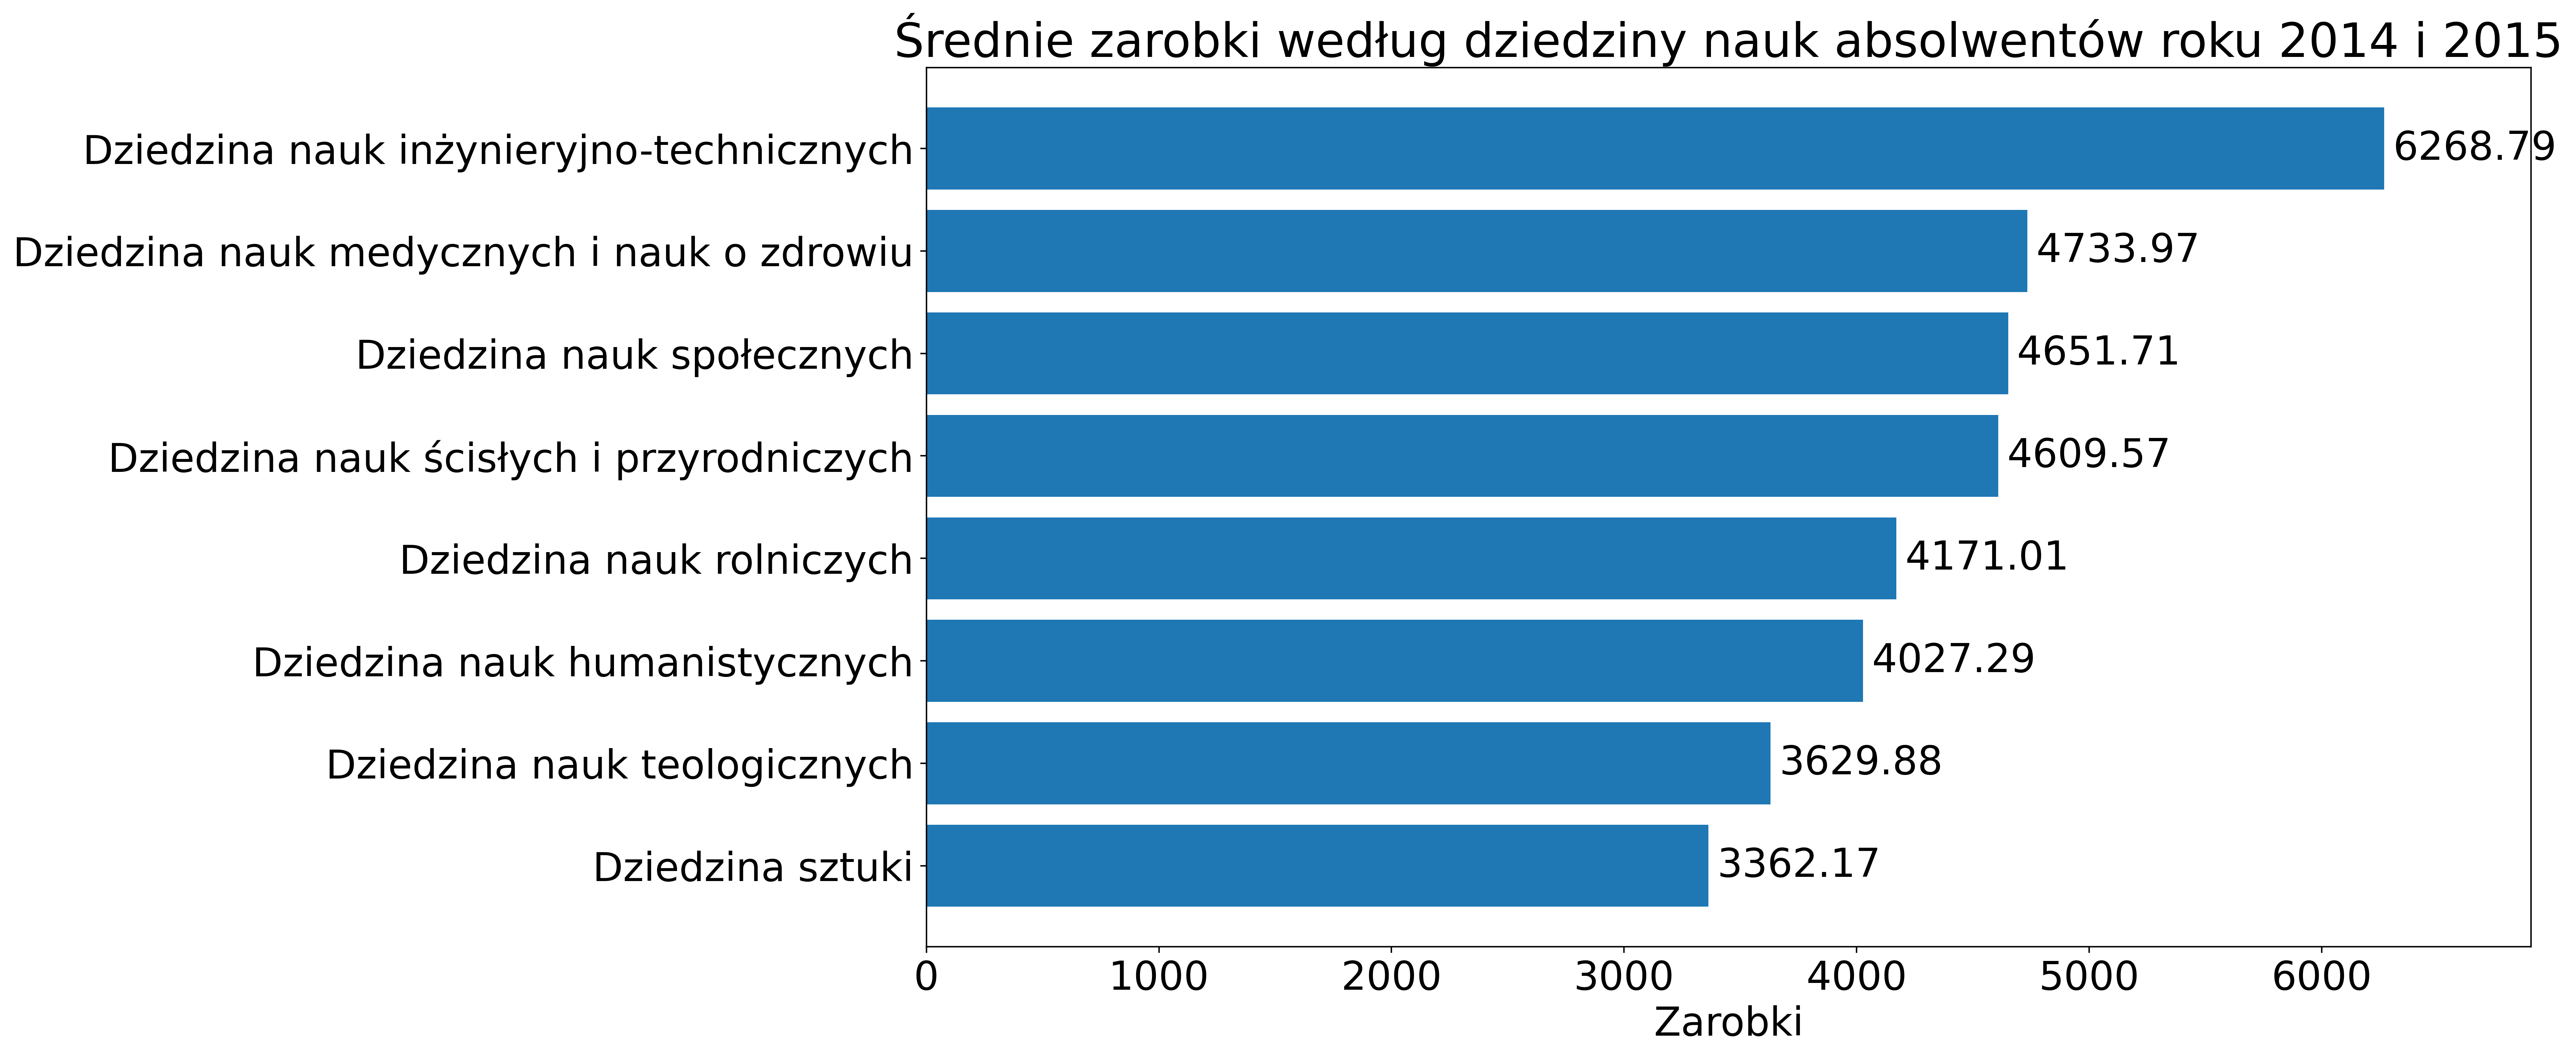 Średnie zarobki według dziedziny nauk absolwentów roku 2014 i 2015
Dziedzina nauk inżynieryjno-technicznych 6268.79
Dziedzina nauk medycznych i nauk o zdrowiu 4733.97
Dziedzina nauk społecznych 4651.71
Dziedzina nauk ścisłych i przyrodniczych 4609.57
Dziedzina nauk rolniczych 4171.01
Dziedzina nauk humanistycznych 4027.29
Dziedzina nauk teologicznych 3629.88
Dziedzina sztuki 3362.17
0 1000 2000 3000 4000 5000 6000
Zarobki